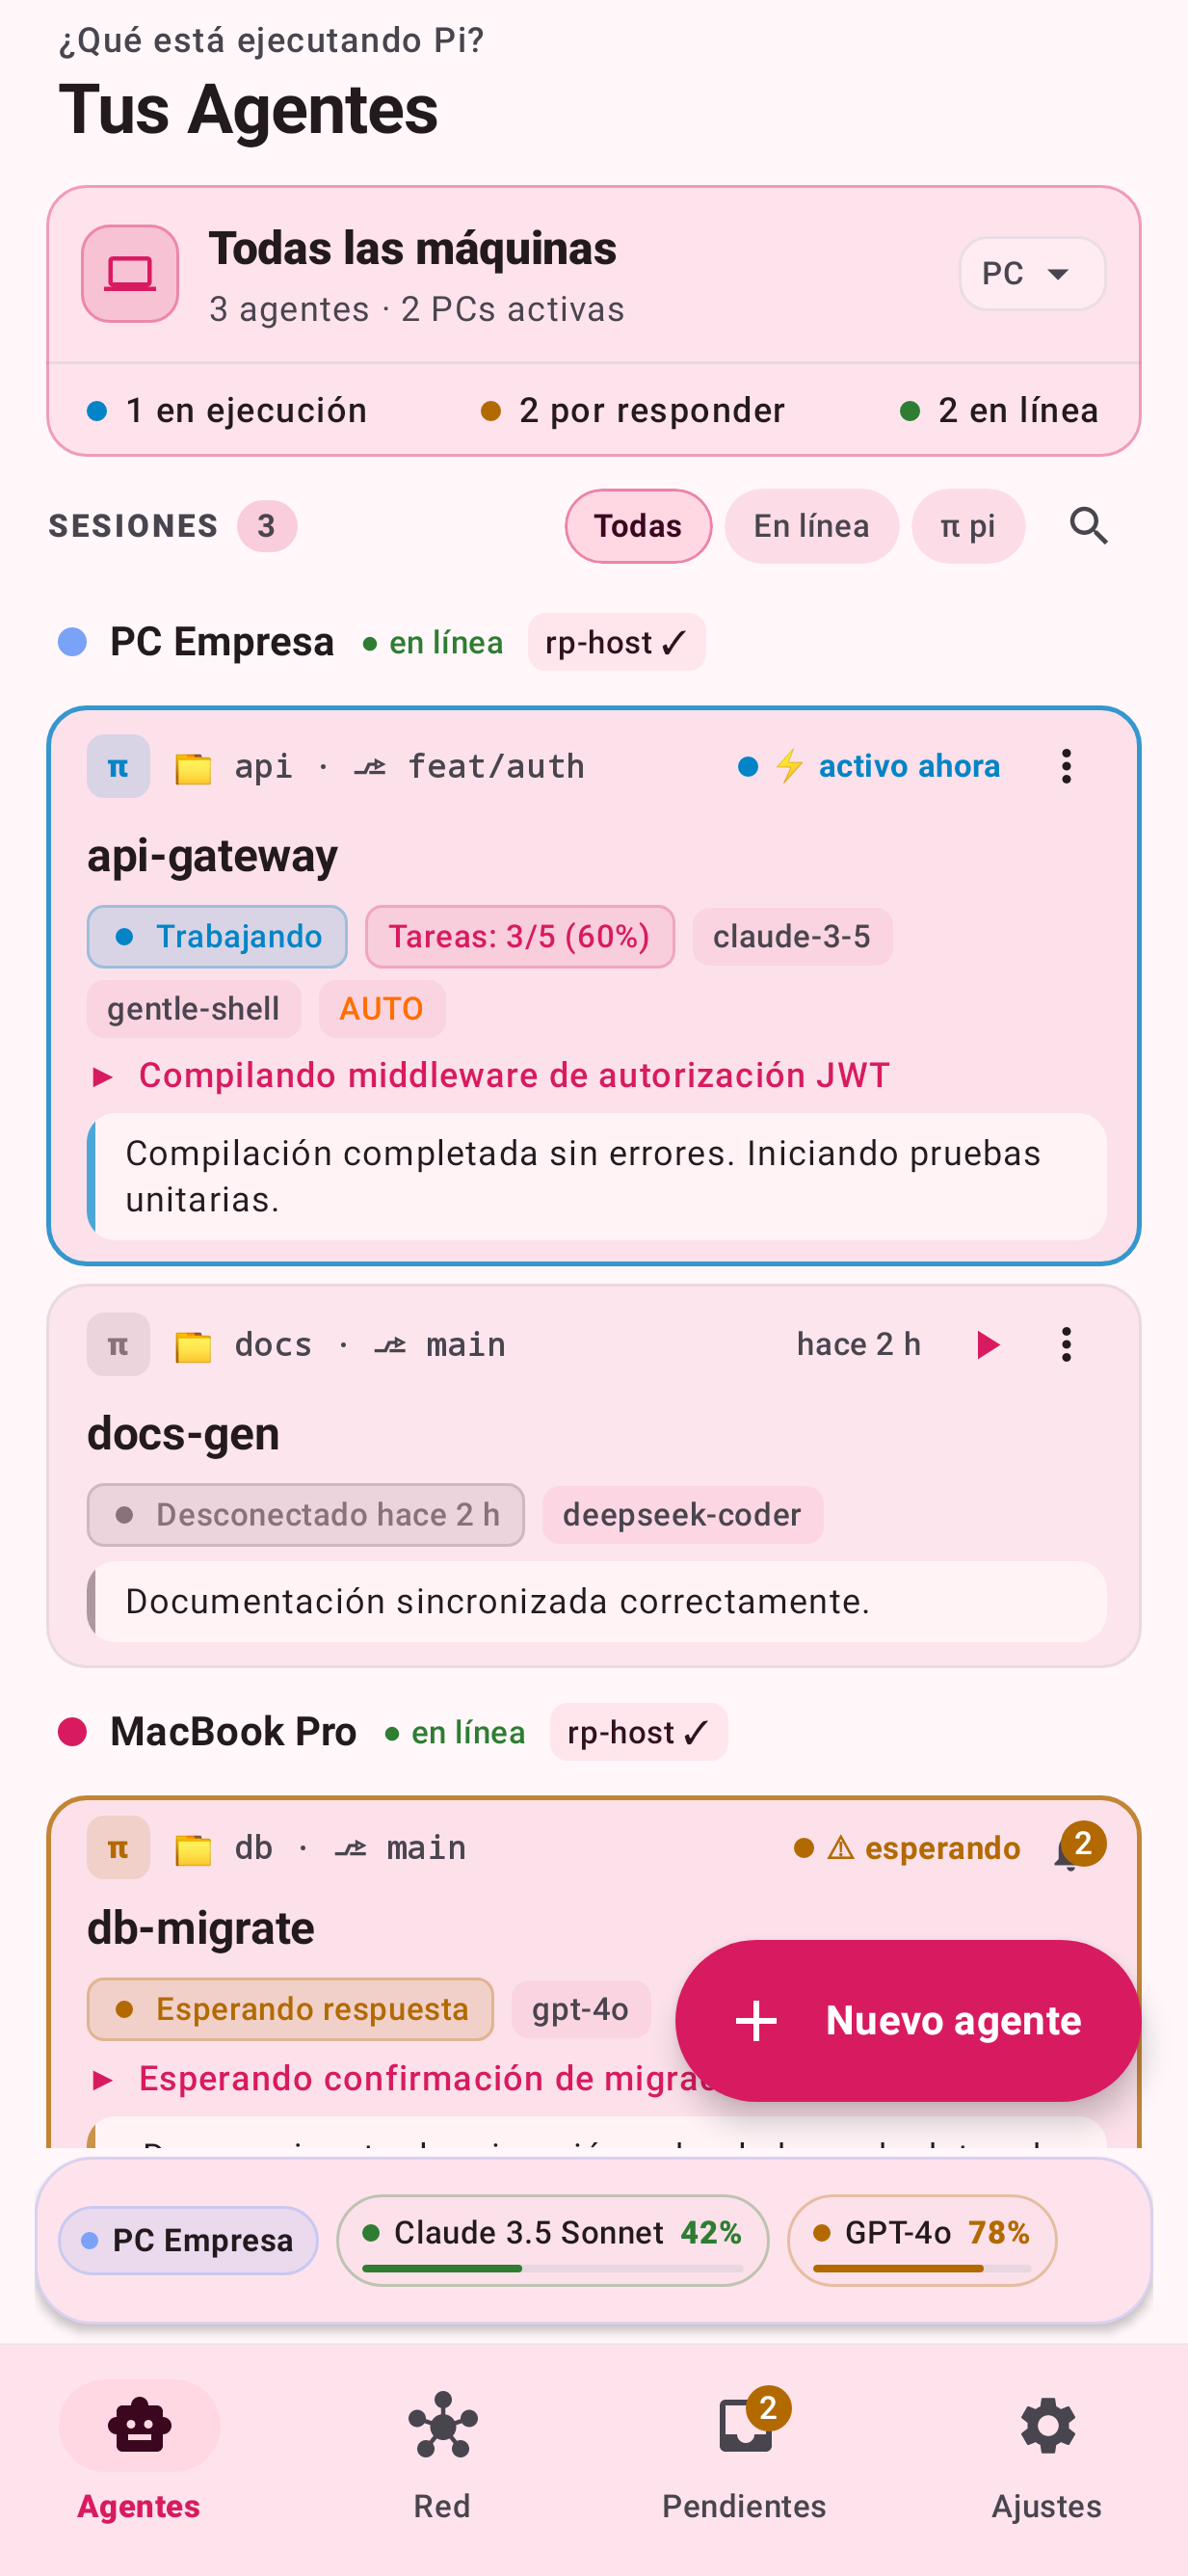 ¿Qué está ejecutando Pi?
Tus Agentes
Todas las máquinas
3 agentes · 2 PCs activas
PC
1 en ejecución
2 por responder
2 en línea
SESIONES 3
Todas
En línea
π pi
PC Empresa
en línea
rp-host ✓
π
api · feat/auth
⚡ activo ahora
api-gateway
Trabajando
Tareas: 3/5 (60%)
claude-3-5
gentle-shell
AUTO
► Compilando middleware de autorización JWT
Compilación completada sin errores. Iniciando pruebas
unitarias.
π
docs · main
hace 2 h
docs-gen
Desconectado hace 2 h
deepseek-coder
Documentación sincronizada correctamente.
MacBook Pro
en línea
rp-host ✓
π
db · main
⚠ esperando
2
db-migrate
Esperando respuesta
gpt-4o
Nuevo agente
► Esperando confirmación de
PC Empresa
Claude 3.5 Sonnet 42%
GPT-4o 78%
2
Agentes
Red
Pendientes
Ajustes